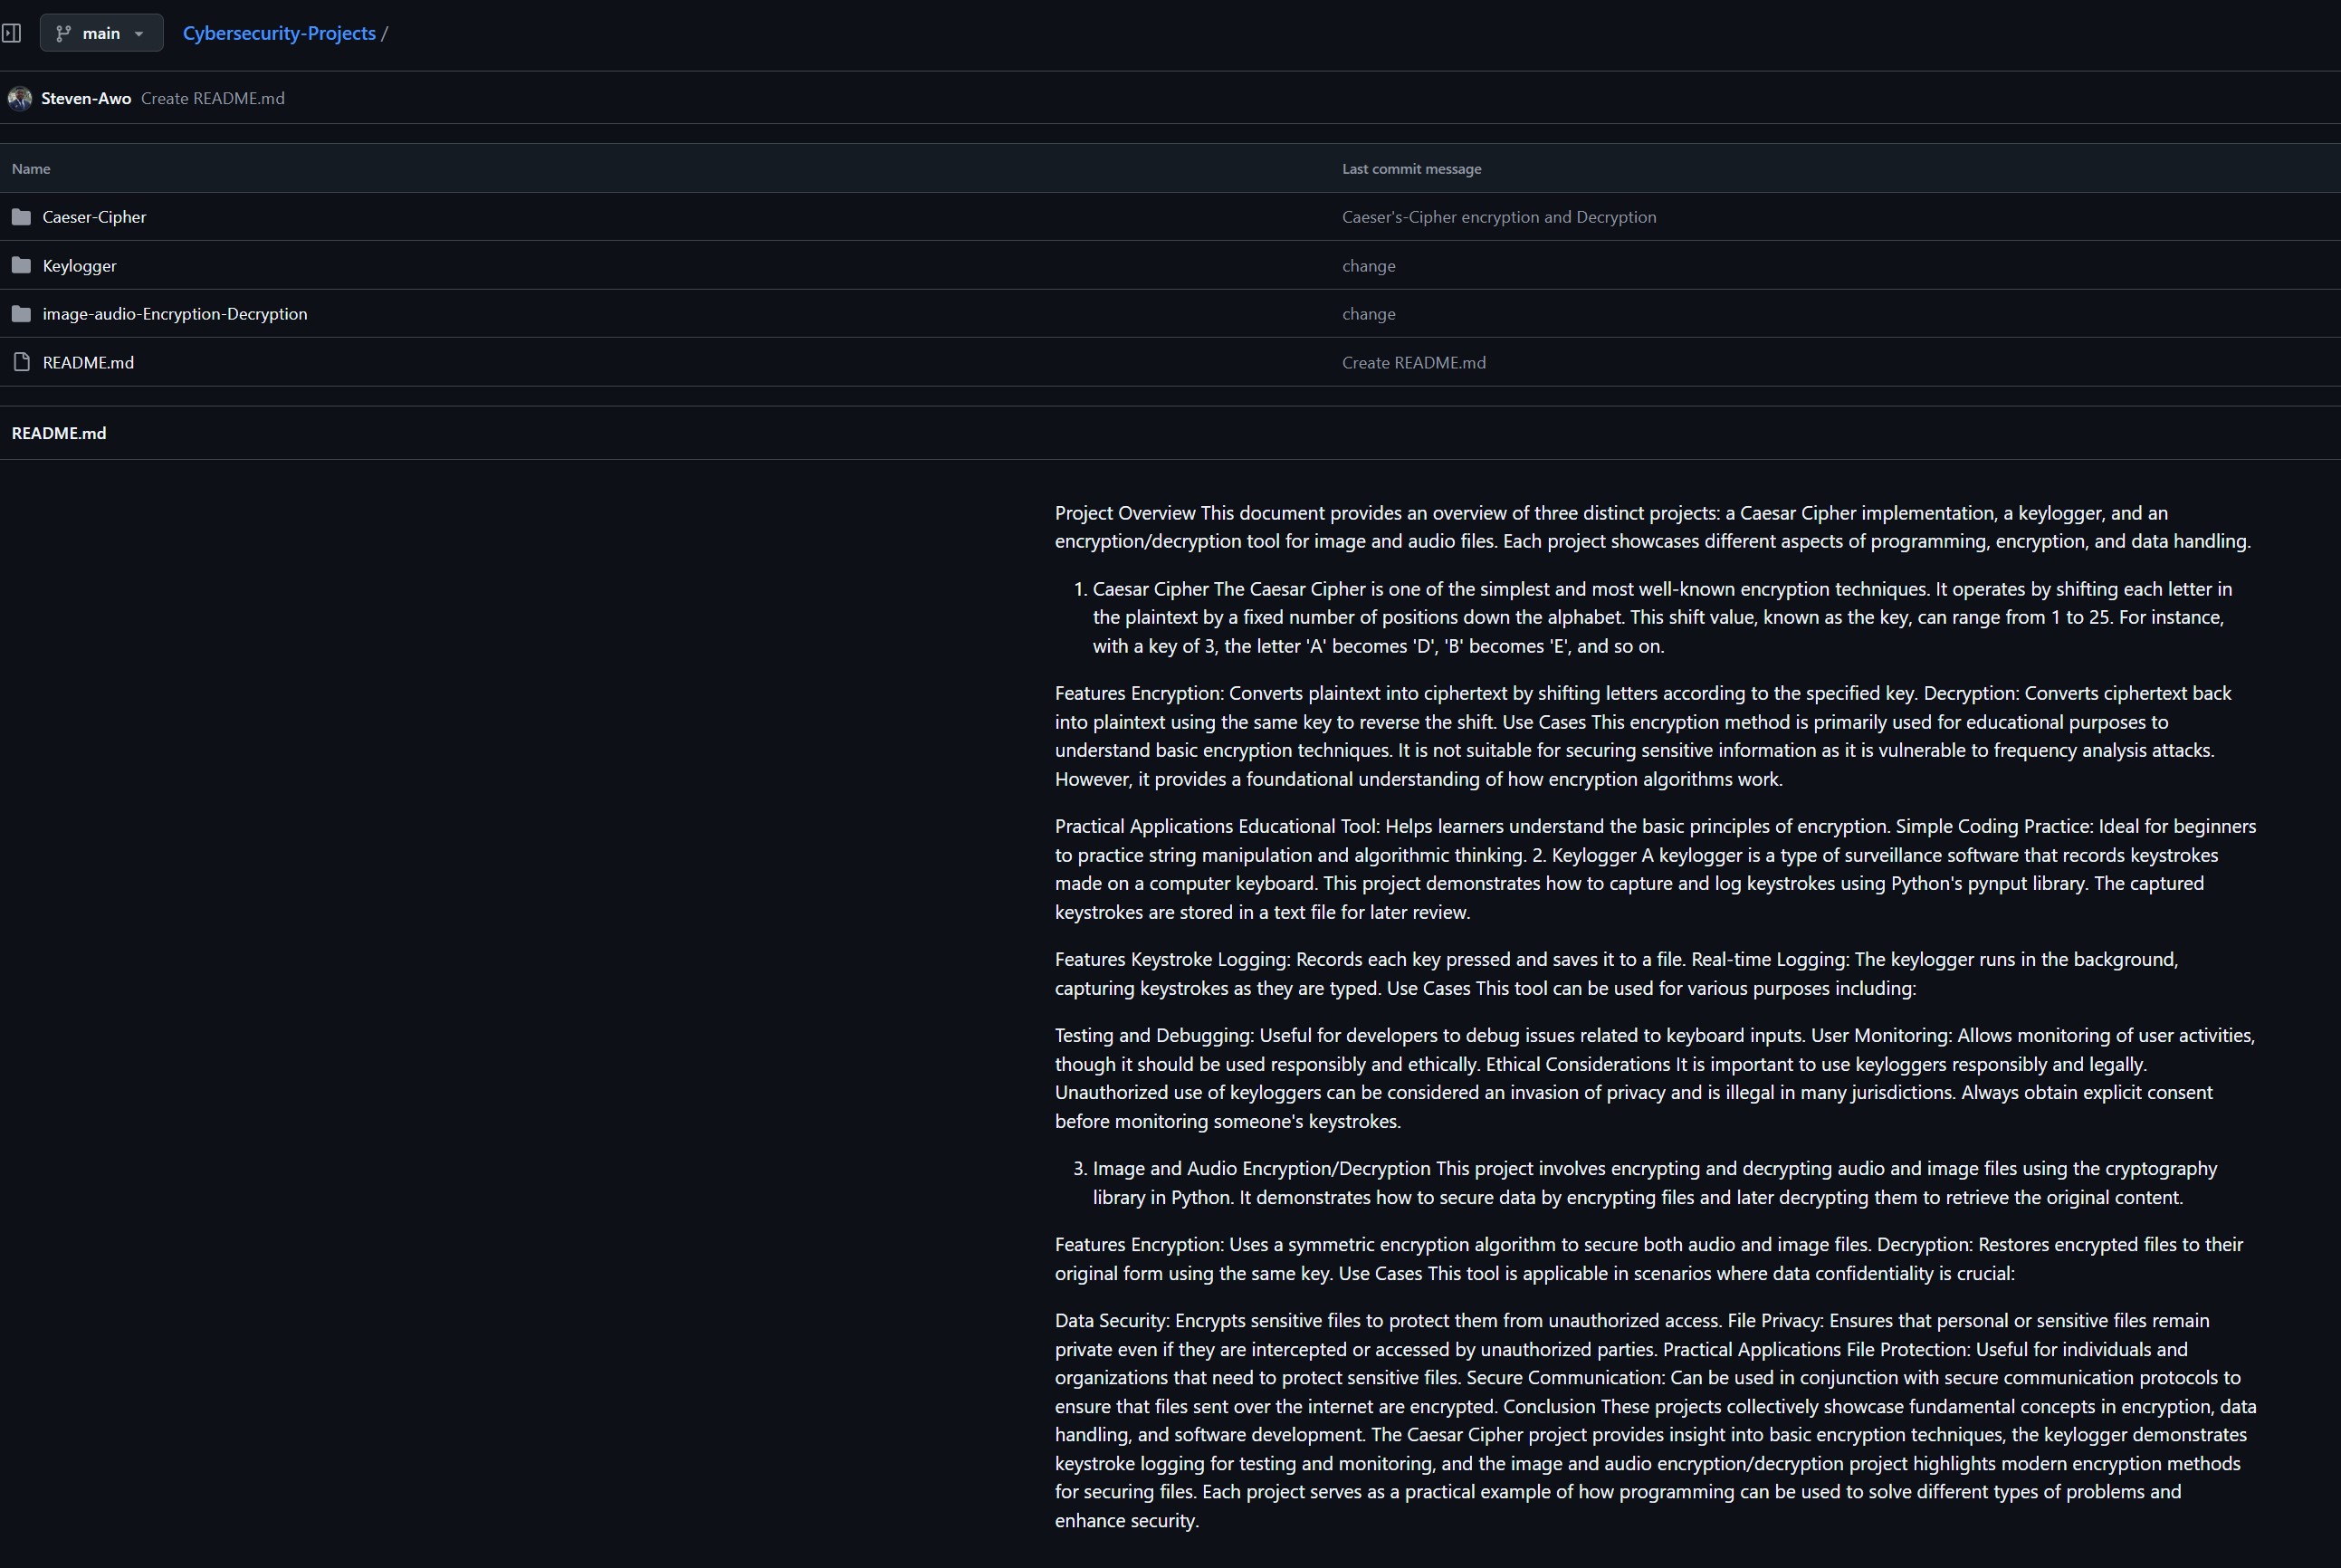 main
Cybersecurity-Projects /
Steven-Awo Create README.md
Name Last commit message
Caeser-Cipher Caeser's-Cipher encryption and Decryption
Keylogger change
image-audio-Encryption-Decryption change
README.md Create README.md
README.md
Project Overview This document provides an overview of three distinct projects: a Caesar Cipher implementation, a keylogger, and an
encryption/decryption tool for image and audio files. Each project showcases different aspects of programming, encryption, and data handling.
1. Caesar Cipher The Caesar Cipher is one of the simplest and most well-known encryption techniques. It operates by shifting each letter in
the plaintext by a fixed number of positions down the alphabet. This shift value, known as the key, can range from 1 to 25. For instance,
with a key of 3, the letter 'A' becomes 'D', 'B' becomes 'E', and so on.
Features Encryption: Converts plaintext into ciphertext by shifting letters according to the specified key. Decryption: Converts ciphertext back
into plaintext using the same key to reverse the shift. Use Cases This encryption method is primarily used for educational purposes to
understand basic encryption techniques. It is not suitable for securing sensitive information as it is vulnerable to frequency analysis attacks.
However, it provides a foundational understanding of how encryption algorithms work.
Practical Applications Educational Tool: Helps learners understand the basic principles of encryption. Simple Coding Practice: Ideal for beginners
to practice string manipulation and algorithmic thinking. 2. Keylogger A keylogger is a type of surveillance software that records keystrokes
made on a computer keyboard. This project demonstrates how to capture and log keystrokes using Python's pynput library. The captured
keystrokes are stored in a text file for later review.
Features Keystroke Logging: Records each key pressed and saves it to a file. Real-time Logging: The keylogger runs in the background,
capturing keystrokes as they are typed. Use Cases This tool can be used for various purposes including:
Testing and Debugging: Useful for developers to debug issues related to keyboard inputs. User Monitoring: Allows monitoring of user activities,
though it should be used responsibly and ethically. Ethical Considerations It is important to use keyloggers responsibly and legally.
Unauthorized use of keyloggers can be considered an invasion of privacy and is illegal in many jurisdictions. Always obtain explicit consent
before monitoring someone's keystrokes.
3. Image and Audio Encryption/Decryption This project involves encrypting and decrypting audio and image files using the cryptography
library in Python. It demonstrates how to secure data by encrypting files and later decrypting them to retrieve the original content.
Features Encryption: Uses a symmetric encryption algorithm to secure both audio and image files. Decryption: Restores encrypted files to their
original form using the same key. Use Cases This tool is applicable in scenarios where data confidentiality is crucial:
Data Security: Encrypts sensitive files to protect them from unauthorized access. File Privacy: Ensures that personal or sensitive files remain
private even if they are intercepted or accessed by unauthorized parties. Practical Applications File Protection: Useful for individuals and
organizations that need to protect sensitive files. Secure Communication: Can be used in conjunction with secure communication protocols to
ensure that files sent over the internet are encrypted. Conclusion These projects collectively showcase fundamental concepts in encryption, data
handling, and software development. The Caesar Cipher project provides insight into basic encryption techniques, the keylogger demonstrates
keystroke logging for testing and monitoring, and the image and audio encryption/decryption project highlights modern encryption methods
for securing files. Each project serves as a practical example of how programming can be used to solve different types of problems and
enhance security.